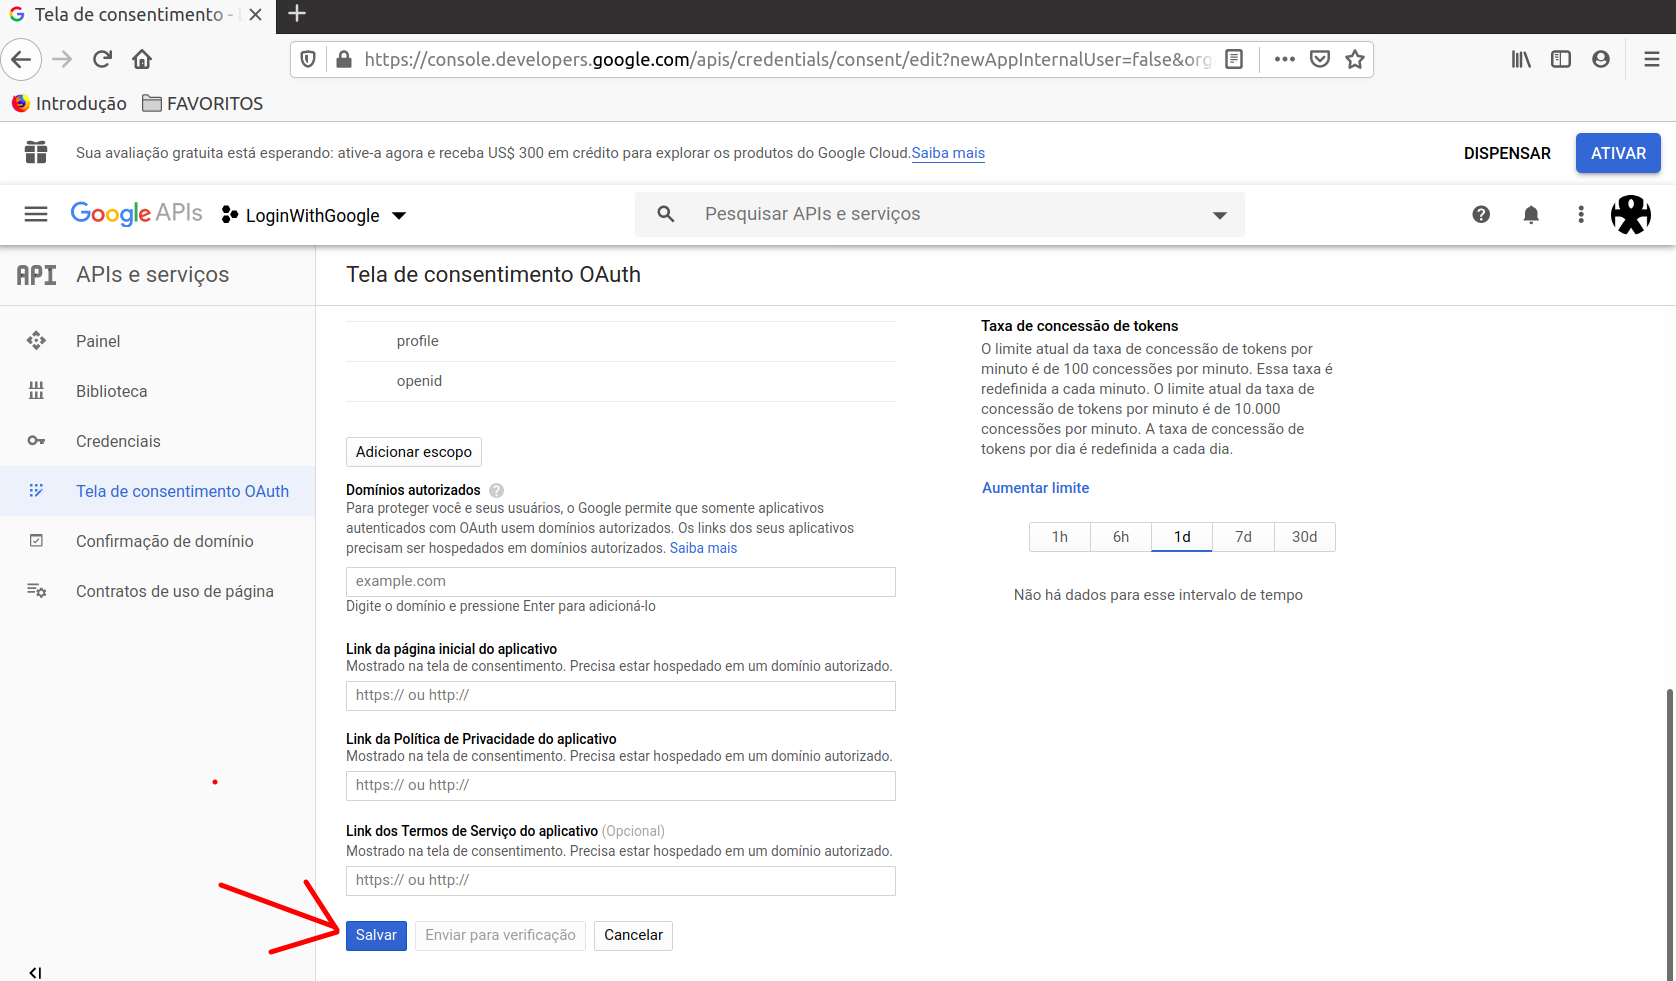 Tela de consentimento -
https://console.developers.google.com/apis/credentials/consent/edit?newAppInternalUser=false&org
Introdução FAVORITOS
Sua avaliação gratuita está esperando: ative-a agora e receba US$ 300 em crédito para explorar os produtos do Google Cloud.Saiba mais
DISPENSAR
ATIVAR
Google APIs
LoginWithGoogle
Pesquisar APIs e serviços
API APIs e serviços
Painel
Biblioteca
Credenciais
Tela de consentimento OAuth
Confirmação de domínio
Contratos de uso de página
Tela de consentimento OAuth
profile
openid
Adicionar escopo
Domínios autorizados
Para proteger você e seus usuários, o Google permite que somente aplicativos
autenticados com OAuth usem domínios autorizados. Os links dos seus aplicativos
precisam ser hospedados em domínios autorizados. Saiba mais
example.com
Digite o domínio e pressione Enter para adicioná-lo
Link da página inicial do aplicativo
Mostrado na tela de consentimento. Precisa estar hospedado em um domínio autorizado.
https:// ou http://
Link da Política de Privacidade do aplicativo
Mostrado na tela de consentimento. Precisa estar hospedado em um domínio autorizado.
https:// ou http://
Link dos Termos de Serviço do aplicativo (Opcional)
Mostrado na tela de consentimento. Precisa estar hospedado em um domínio autorizado.
https:// ou http://
Salvar
Enviar para verificação
Cancelar
Taxa de concessão de tokens
O limite atual da taxa de concessão de tokens por
minuto é de 100 concessões por minuto. Essa taxa é
redefinida a cada minuto. O limite atual da taxa de
concessão de tokens por minuto é de 10.000
concessões por minuto. A taxa de concessão de
tokens por dia é redefinida a cada dia.
Aumentar limite
1h 6h 1d 7d 30d
Não há dados para esse intervalo de tempo